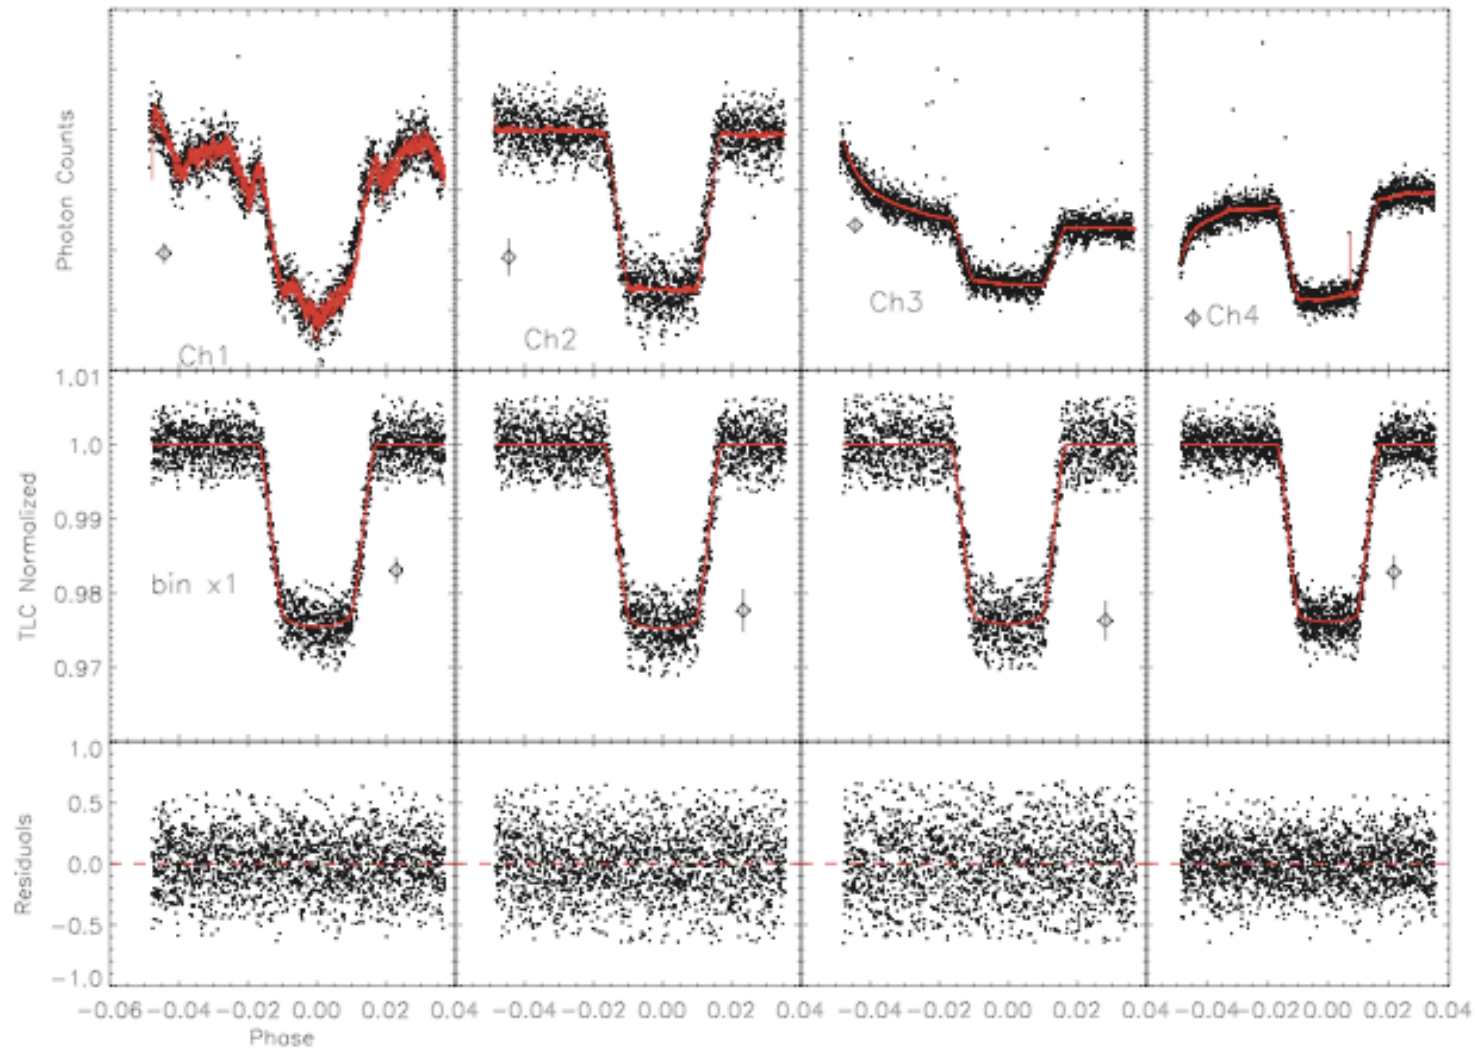 Photon Counts
Ch1
Ch2
Ch3
Ch4
TLC Normalized
1.01
1.0
0.99
0.98
0.97
bin x1
Residuals
1.0
0.5
0.0
−0.5
−1.0
−0.06 −0.04 −0.02 0.00 0.02 0.04 −0.04 −0.02 0.00 0.02 0.04 −0.04 −0.02 0.00 0.02 0.04 −0.04 −0.02 0.00 0.02 0.04
Phase